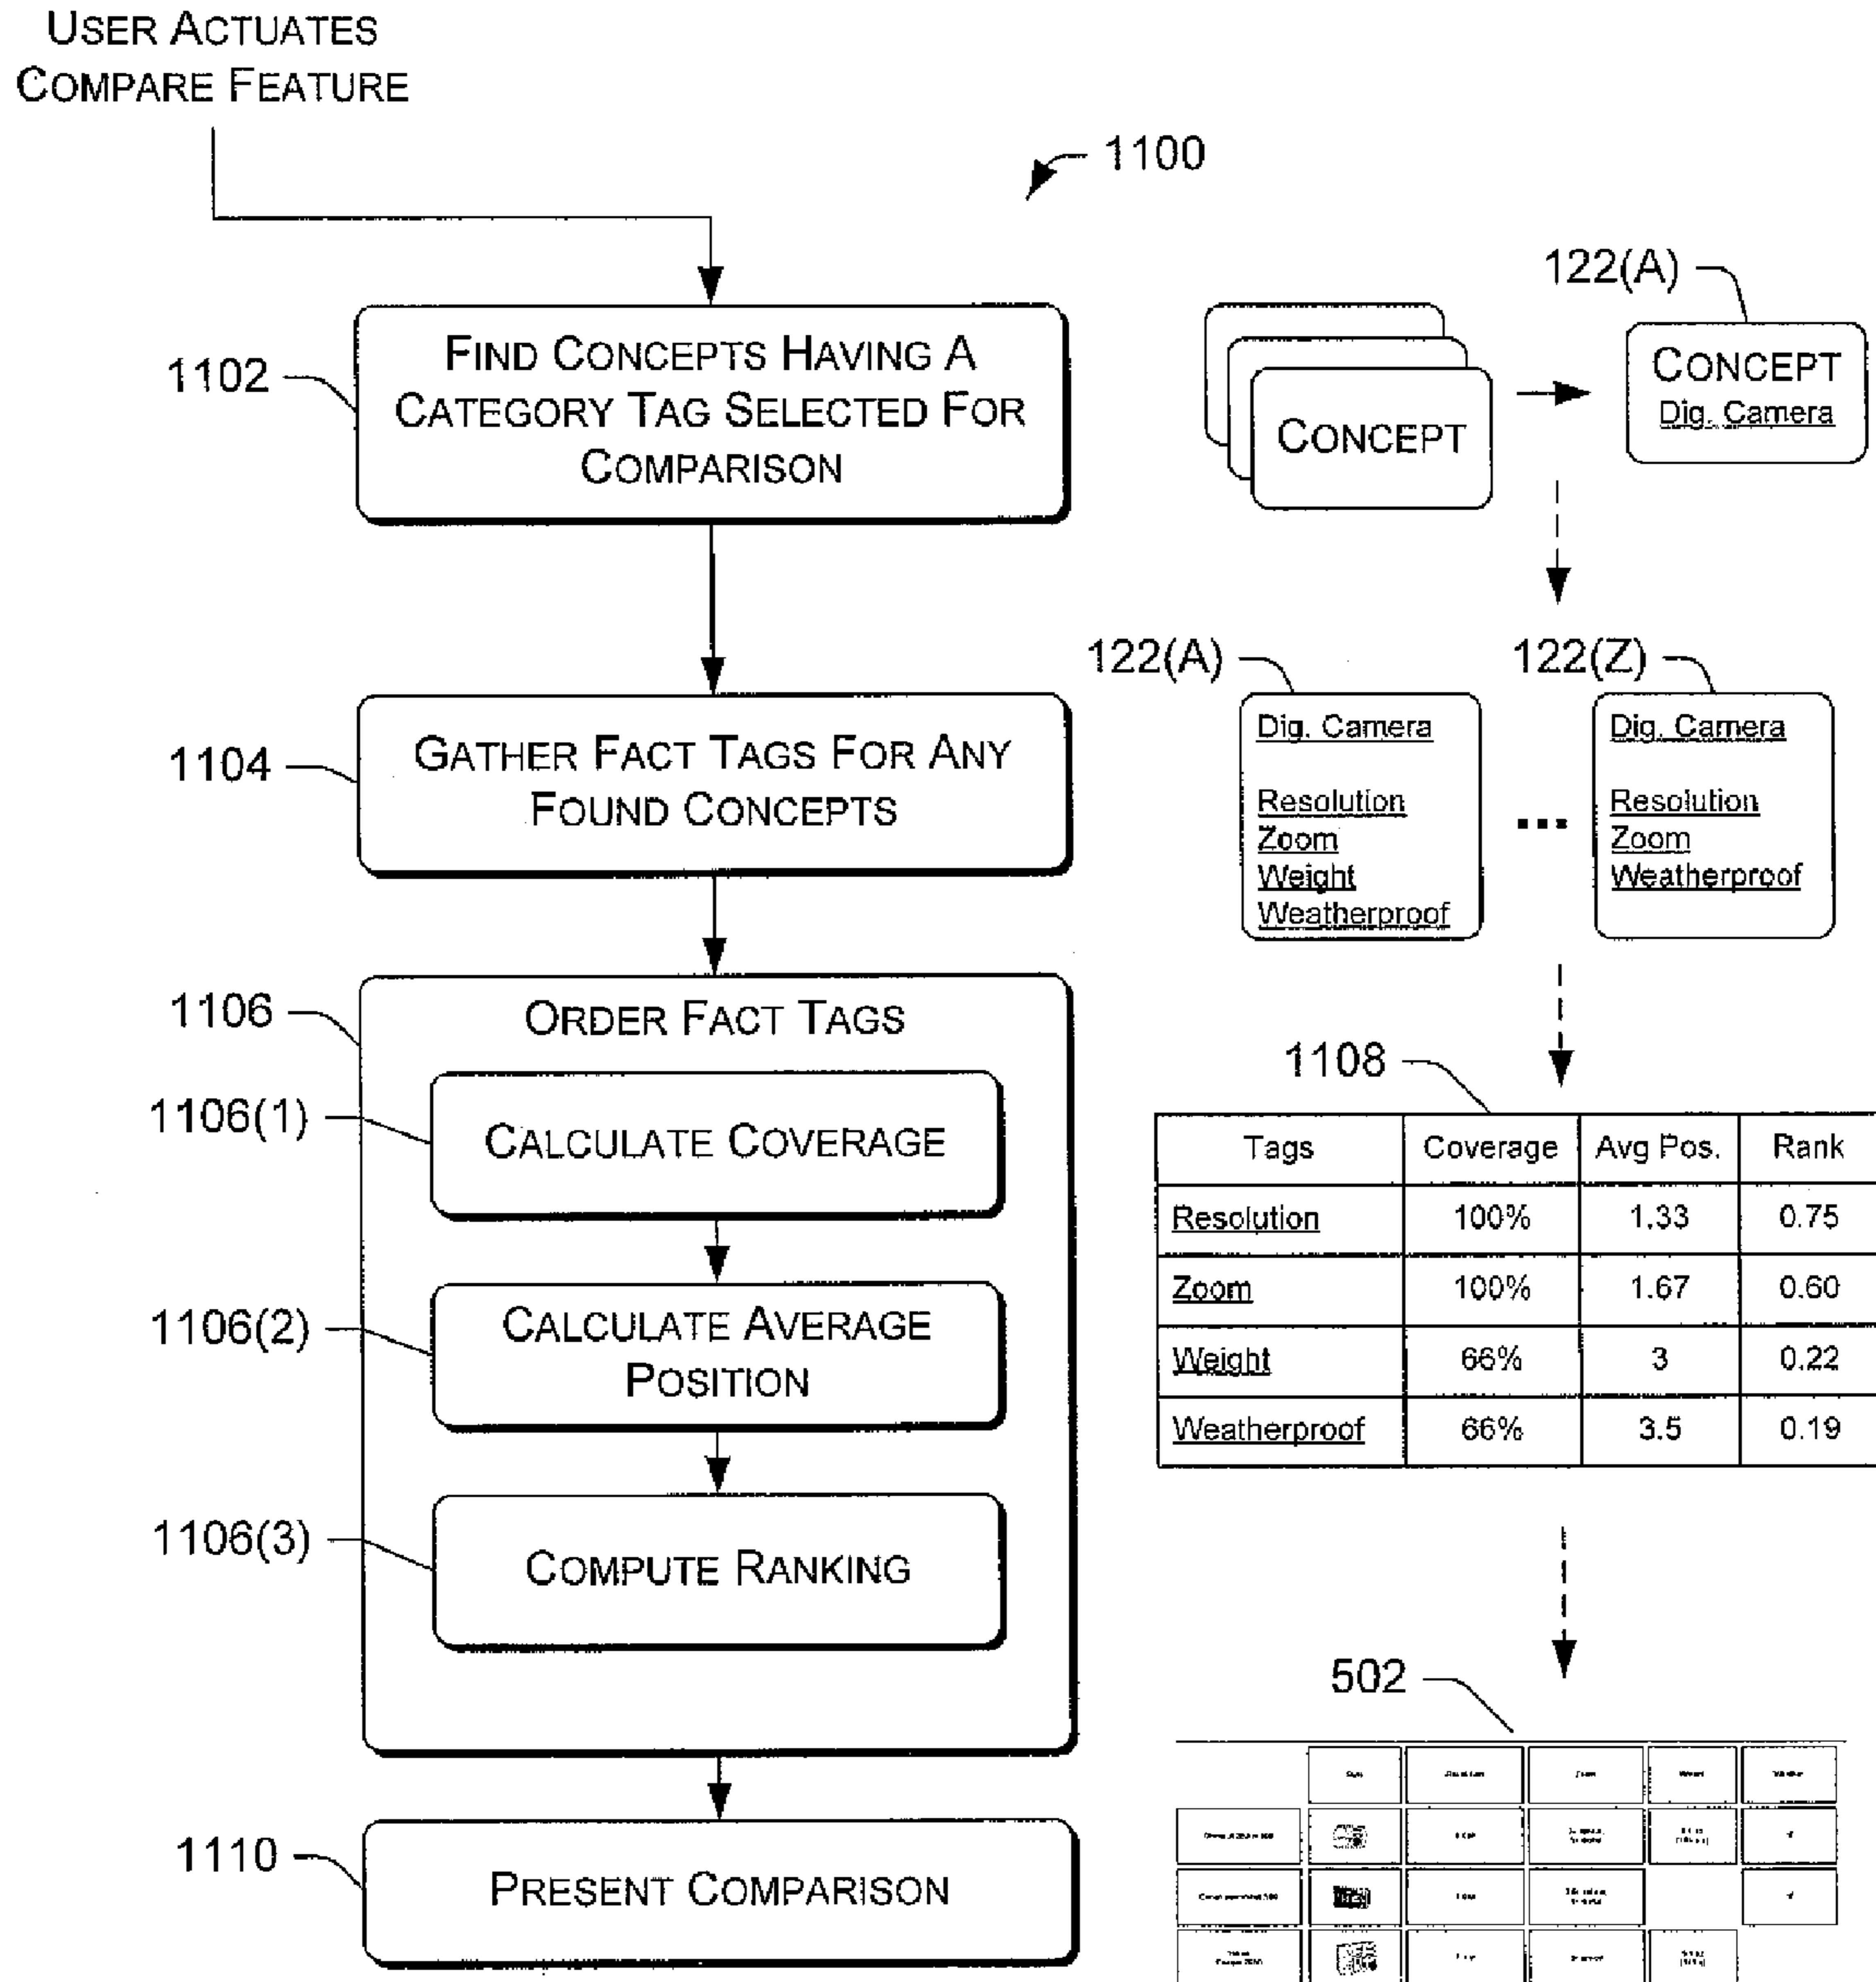 USER ACTUATES
COMPARE FEATURE
1100
1102
FIND CONCEPTS HAVING A
CATEGORY TAG SELECTED FOR
COMPARISON
CONCEPT
122(A)
CONCEPT
Dig. Camera
1104
GATHER FACT TAGS FOR ANY
FOUND CONCEPTS
122(A)
Dig. Camera
Resolution
Zoom
Weight
Weatherproof
...
122(Z)
Dig. Camera
Resolution
Zoom
Weatherproof
1106
ORDER FACT TAGS
1106(1)
CALCULATE COVERAGE
1106(2)
CALCULATE AVERAGE
POSITION
1106(3)
COMPUTE RANKING
1108
Tags Coverage Avg Pos. Rank
Resolution 100% 1.33 0.75
Zoom 100% 1.67 0.60
Weight 66% 3 0.22
Weatherproof 66% 3.5 0.19
1110
PRESENT COMPARISON
502